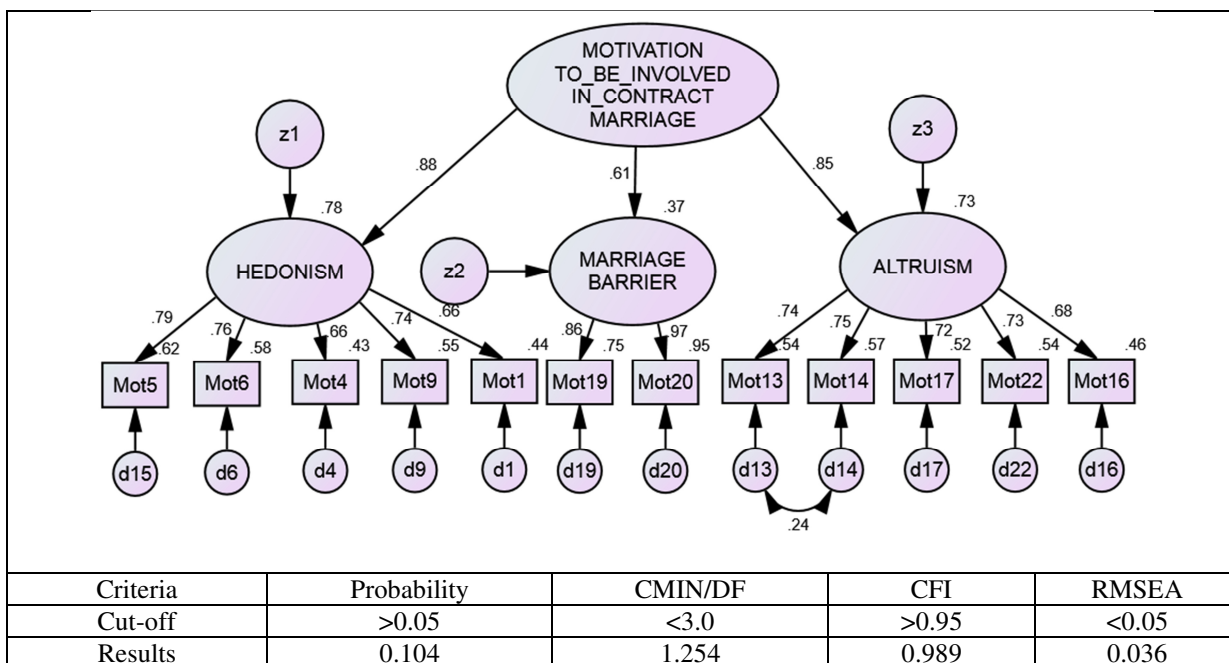 MOTIVATION
TO_BE_INVOLVED
IN_CONTRACT
MARRIAGE
z1
z3
.88
.61
.85
.78
.37
.73
HEDONISM
z2
MARRIAGE
BARRIER
ALTRUISM
.79
.76
.66
.74
.66
.86
.97
.74
.75
.72
.73
.68
.62
.58
.43
.55
.44
.75
.95
.54
.57
.52
.54
.46
Mot5
Mot6
Mot4
Mot9
Mot1
Mot19
Mot20
Mot13
Mot14
Mot17
Mot22
Mot16
d15
d6
d4
d9
d1
d19
d20
d13
d14
d17
d22
d16
.24
Criteria Probability CMIN/DF CFI RMSEA
Cut-off >0.05 <3.0 >0.95 <0.05
Results 0.104 1.254 0.989 0.036